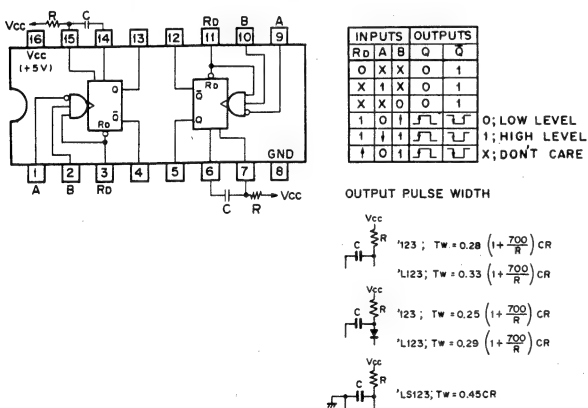 Vcc R C
RD B A
16 15 14 13 12 11 10 9
Vcc
(+5V)
Q Q̄ RD
RD Q̄ Q
GND
1 2 3 4 5 6 7 8
A B RD
C R Vcc
INPUTS OUTPUTS
RD A B Q Q̄
0 X X 0 1
X 1 X 0 1
X X 0 0 1
1 0 ↑ 0; LOW LEVEL
1 ↓ 1 1; HIGH LEVEL
↑ 0 1 X; DON'T CARE
OUTPUT PULSE WIDTH
Vcc
R
C
'123 ; Tw = 0.28 (1+ 700/R) CR
'L123; Tw = 0.33 (1+ 700/R) CR
Vcc
R
C
'123 ; Tw = 0.25 (1+ 700/R) CR
'L123; Tw = 0.29 (1+ 700/R) CR
Vcc
R
C
'LS123; Tw = 0.45CR